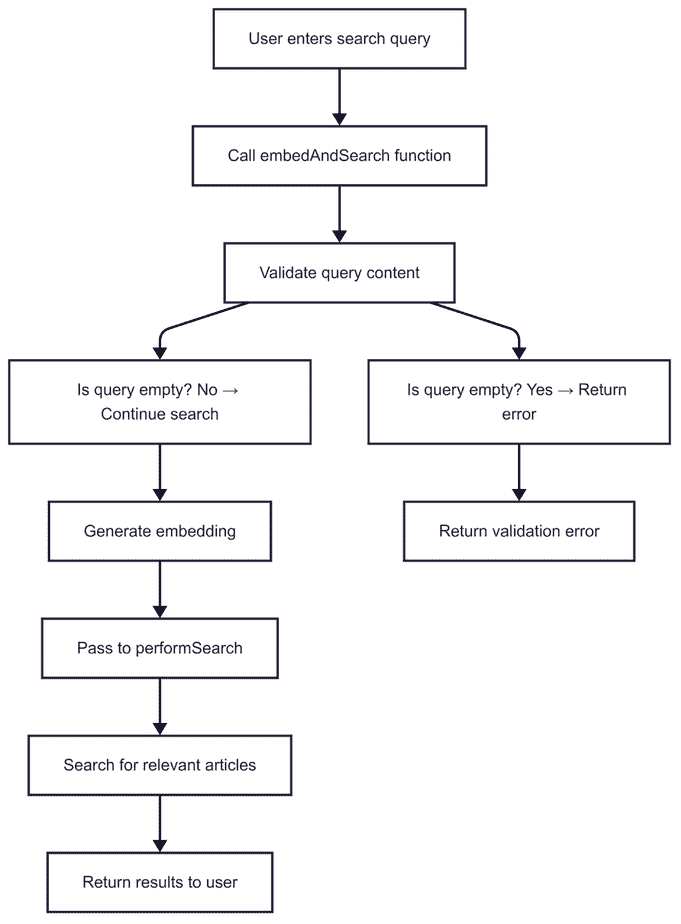 User enters search query
Call embedAndSearch function
Validate query content
Is query empty? No →
Continue search
Is query empty? Yes → Return
error
Generate embedding
Return validation error
Pass to performSearch
Search for relevant articles
Return results to user